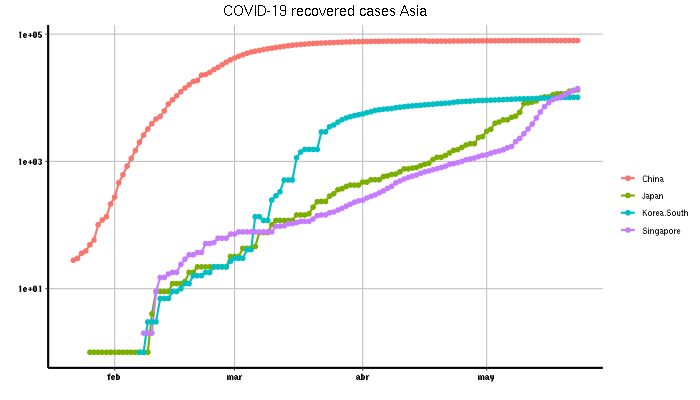 COVID-19 recovered cases Asia
1e+05
1e+03
1e+01
feb mar abr may
China
Japan
Korea.South
Singapore